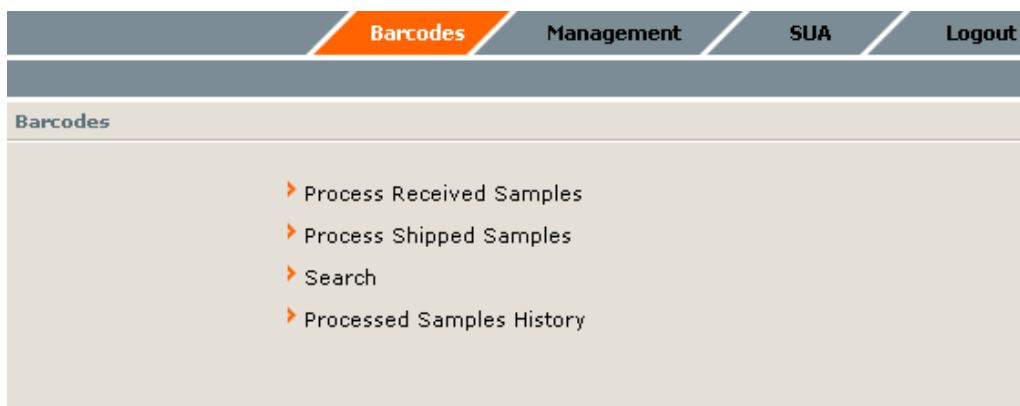 Barcodes Management SUA Logout
Barcodes
Process Received Samples
Process Shipped Samples
Search
Processed Samples History